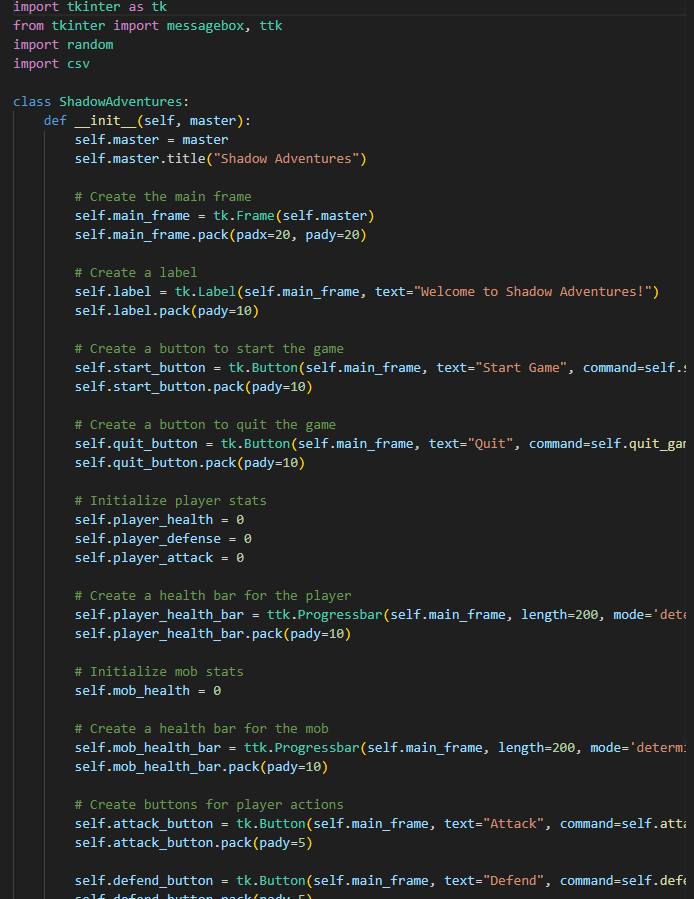 import tkinter as tk
from tkinter import messagebox, ttk
import random
import csv
class ShadowAdventures:
def __init__(self, master):
self.master = master
self.master.title("Shadow Adventures")
# Create the main frame
self.main_frame = tk.Frame(self.master)
self.main_frame.pack(padx=20, pady=20)
# Create a label
self.label = tk.Label(self.main_frame, text="Welcome to Shadow Adventures!")
self.label.pack(pady=10)
# Create a button to start the game
self.start_button = tk.Button(self.main_frame, text="Start Game", command=self.s
self.start_button.pack(pady=10)
# Create a button to quit the game
self.quit_button = tk.Button(self.main_frame, text="Quit", command=self.quit_gam
self.quit_button.pack(pady=10)
# Initialize player stats
self.player_health = 0
self.player_defense = 0
self.player_attack = 0
# Create a health bar for the player
self.player_health_bar = ttk.Progressbar(self.main_frame, length=200, mode='dete
self.player_health_bar.pack(pady=10)
# Initialize mob stats
self.mob_health = 0
# Create a health bar for the mob
self.mob_health_bar = ttk.Progressbar(self.main_frame, length=200, mode='determi
self.mob_health_bar.pack(pady=10)
# Create buttons for player actions
self.attack_button = tk.Button(self.main_frame, text="Attack", command=self.atta
self.attack_button.pack(pady=5)
self.defend_button = tk.Button(self.main_frame, text="Defend", command=self.defe
self.defend_button.pack(pady=5)